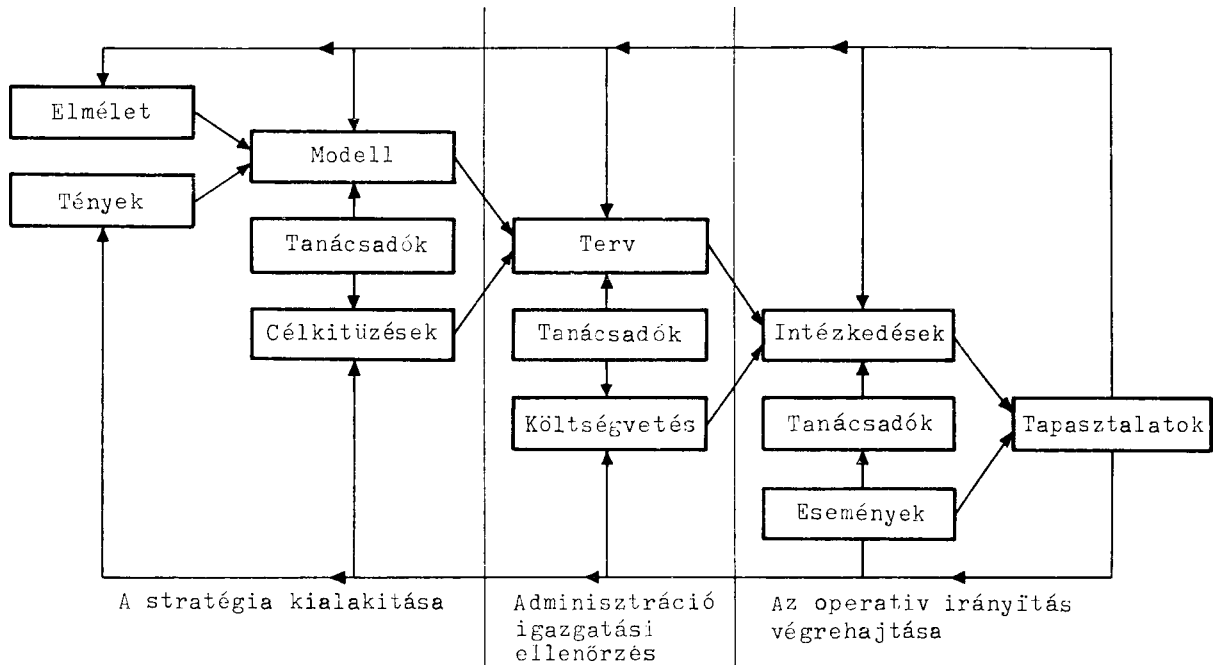 Elmélet
Tények
Modell
Tanácsadók
Célkitüzések
Terv
Tanácsadók
Költségvetés
Intézkedések
Tanácsadók
Események
Tapasztalatok
A stratégia kialakitása
Adminisztráció
igazgatási
ellenőrzés
Az operativ irányitás
végrehajtása